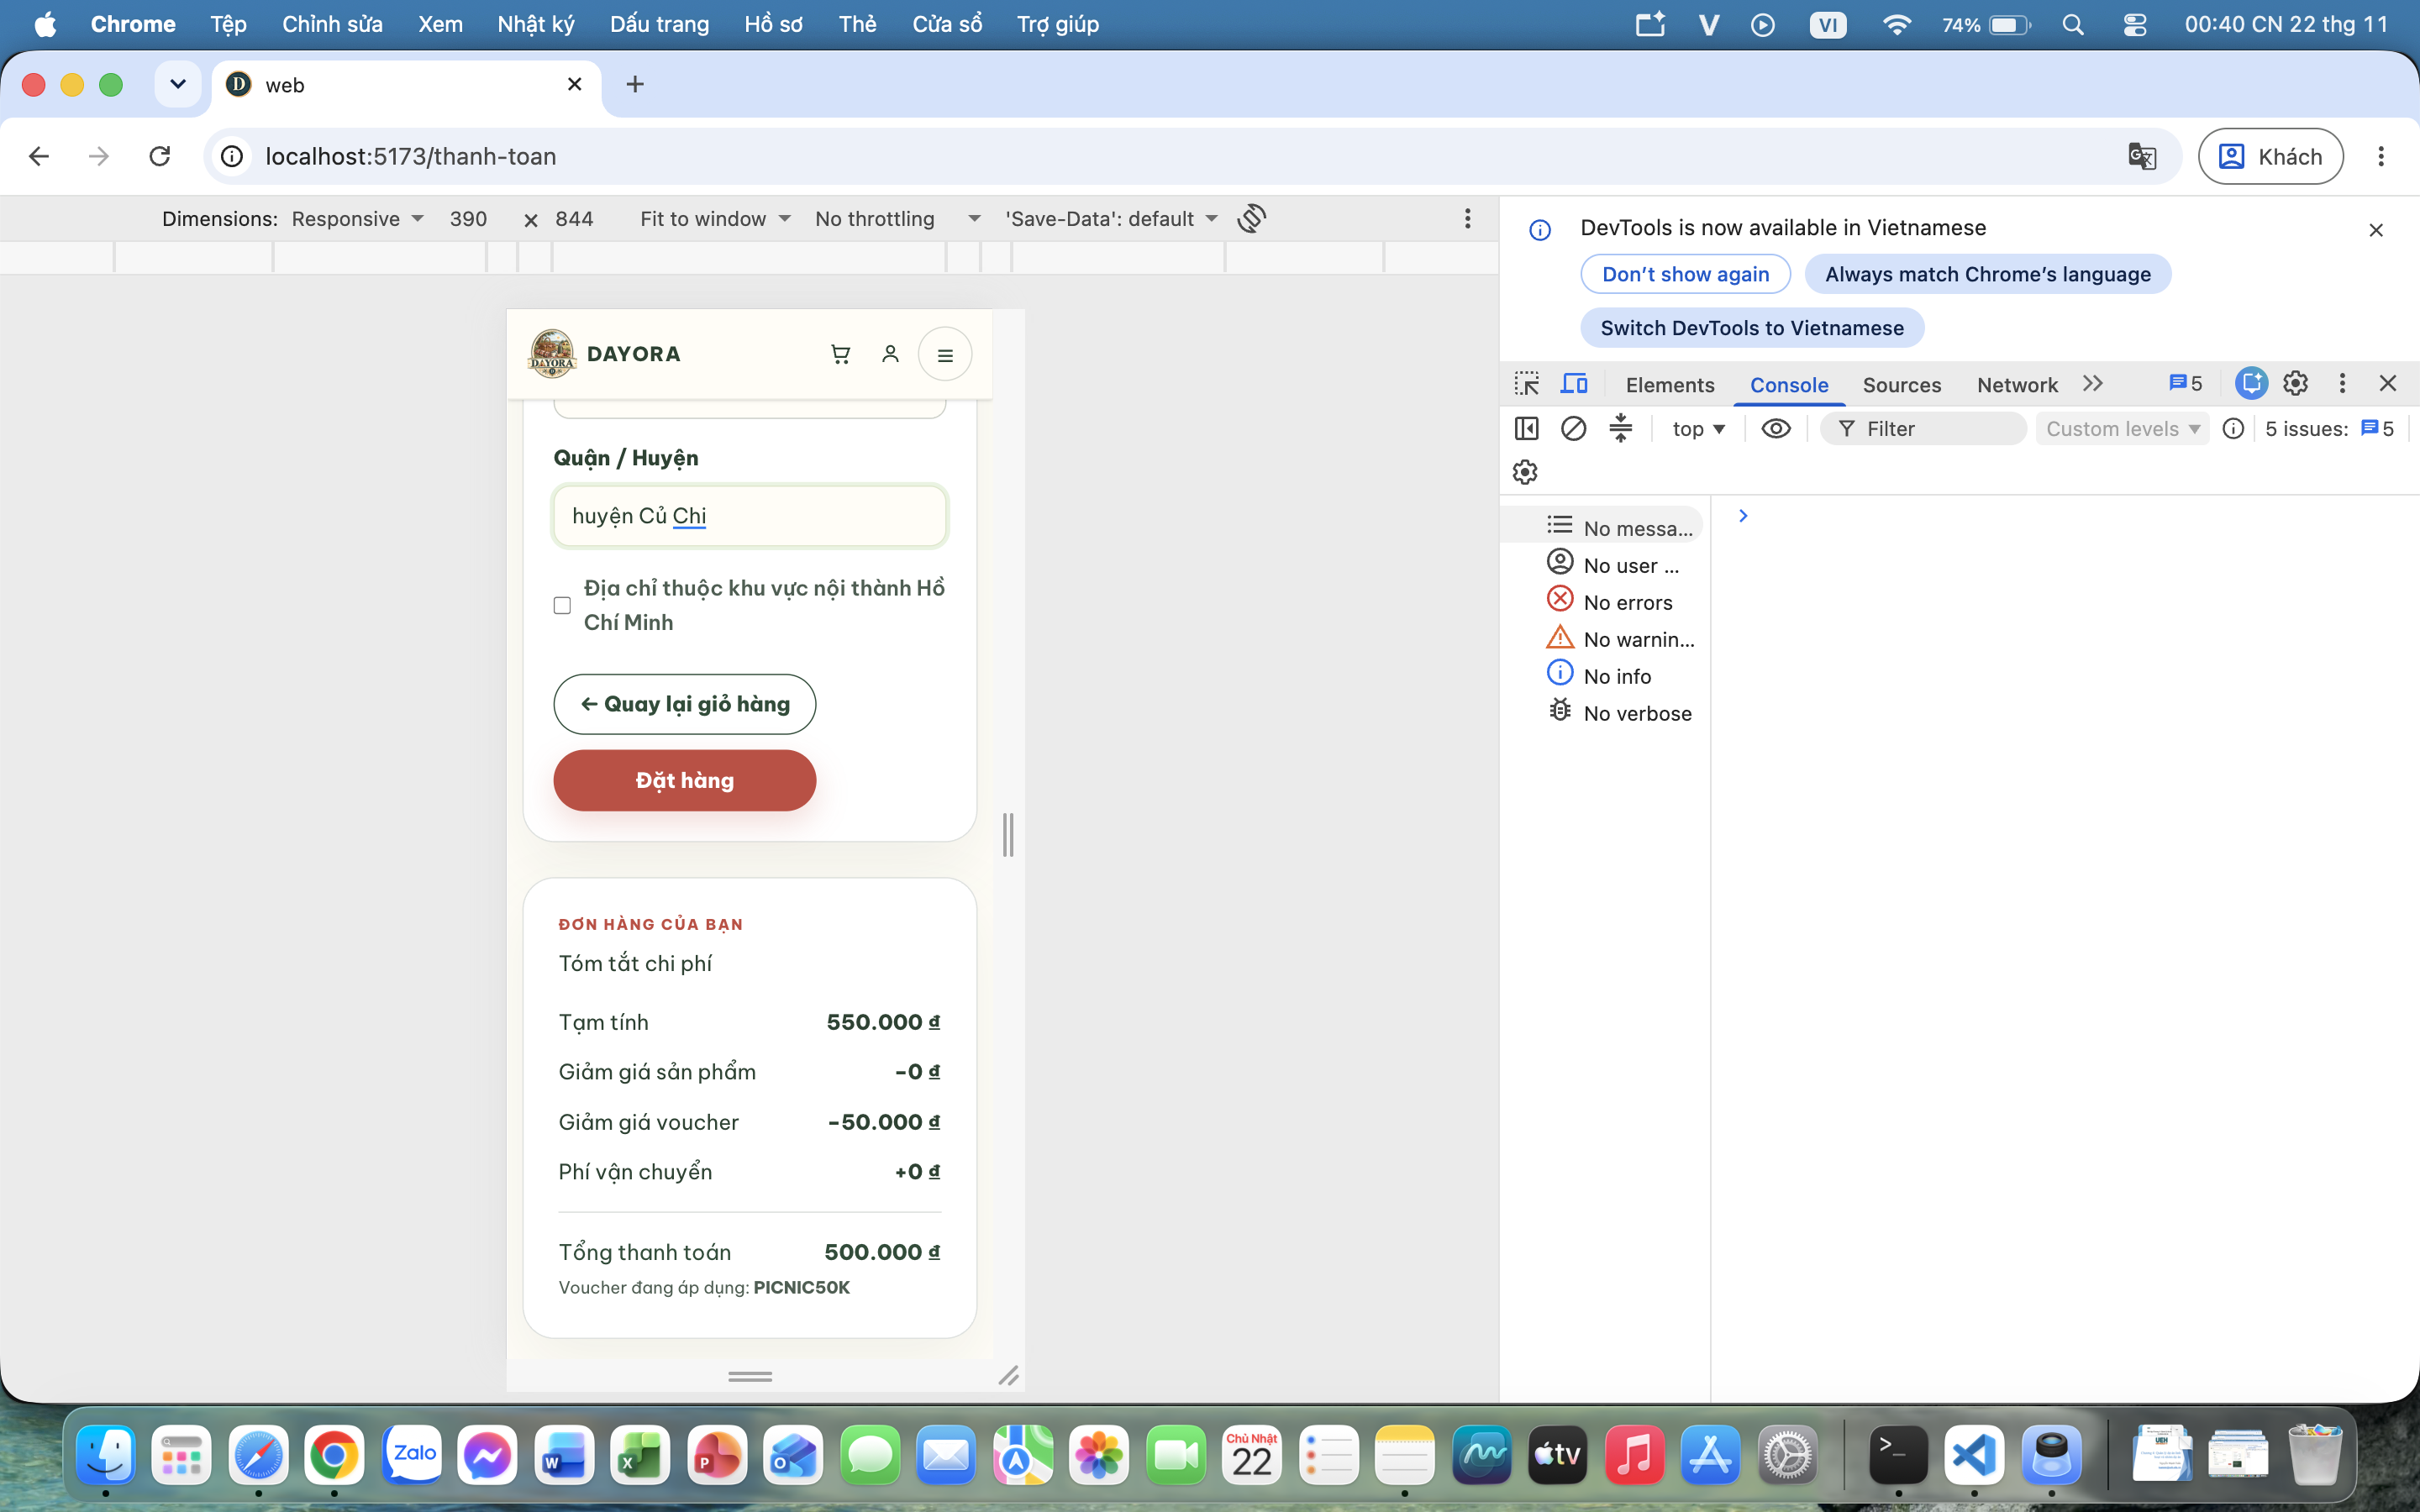 Chrome Tệp Chỉnh sửa Xem Nhật ký Dấu trang Hồ sơ Thẻ Cửa sổ Trợ giúp VI 74% 00:40 CN 22 thg 11
web
localhost:5173/thanh-toan
Khách
Dimensions: Responsive 390 × 844 Fit to window No throttling 'Save-Data': default
DevTools is now available in Vietnamese
Don't show again Always match Chrome's language
Switch DevTools to Vietnamese
Elements Console Sources Network 5
top Filter Custom levels 5 issues: 5
No messa...
No user ...
No errors
No warnin...
No info
No verbose
DAYORA
DAYORA
Quận / Huyện
huyện Củ Chi
Địa chỉ thuộc khu vực nội thành Hồ
Chí Minh
← Quay lại giỏ hàng
Đặt hàng
ĐƠN HÀNG CỦA BẠN
Tóm tắt chi phí
Tạm tính 550.000 ₫
Giảm giá sản phẩm -0 ₫
Giảm giá voucher -50.000 ₫
Phí vận chuyển +0 ₫
Tổng thanh toán 500.000 ₫
Voucher đang áp dụng: PICNIC50K
Zalo
Chủ Nhật
22
tv